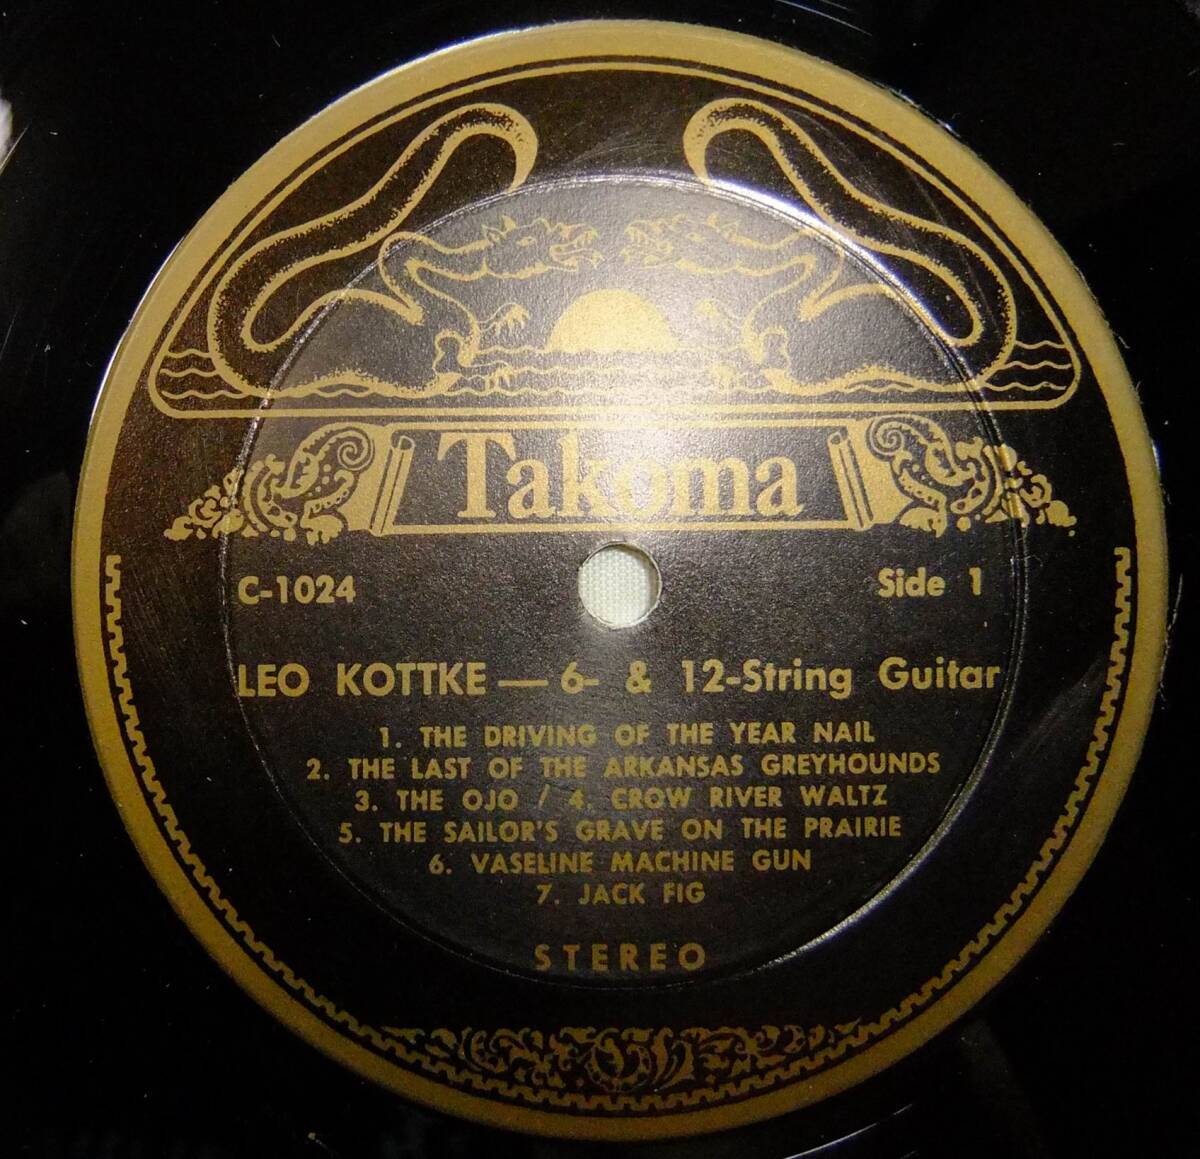 Takoma
C-1024
Side 1
LEO KOTTKE — 6- & 12-String Guitar
1. THE DRIVING OF THE YEAR NAIL
2. THE LAST OF THE ARKANSAS GREYHOUNDS
3. THE OJO / 4. CROW RIVER WALTZ
5. THE SAILOR'S GRAVE ON THE PRAIRIE
6. VASELINE MACHINE GUN
7. JACK FIG
STEREO